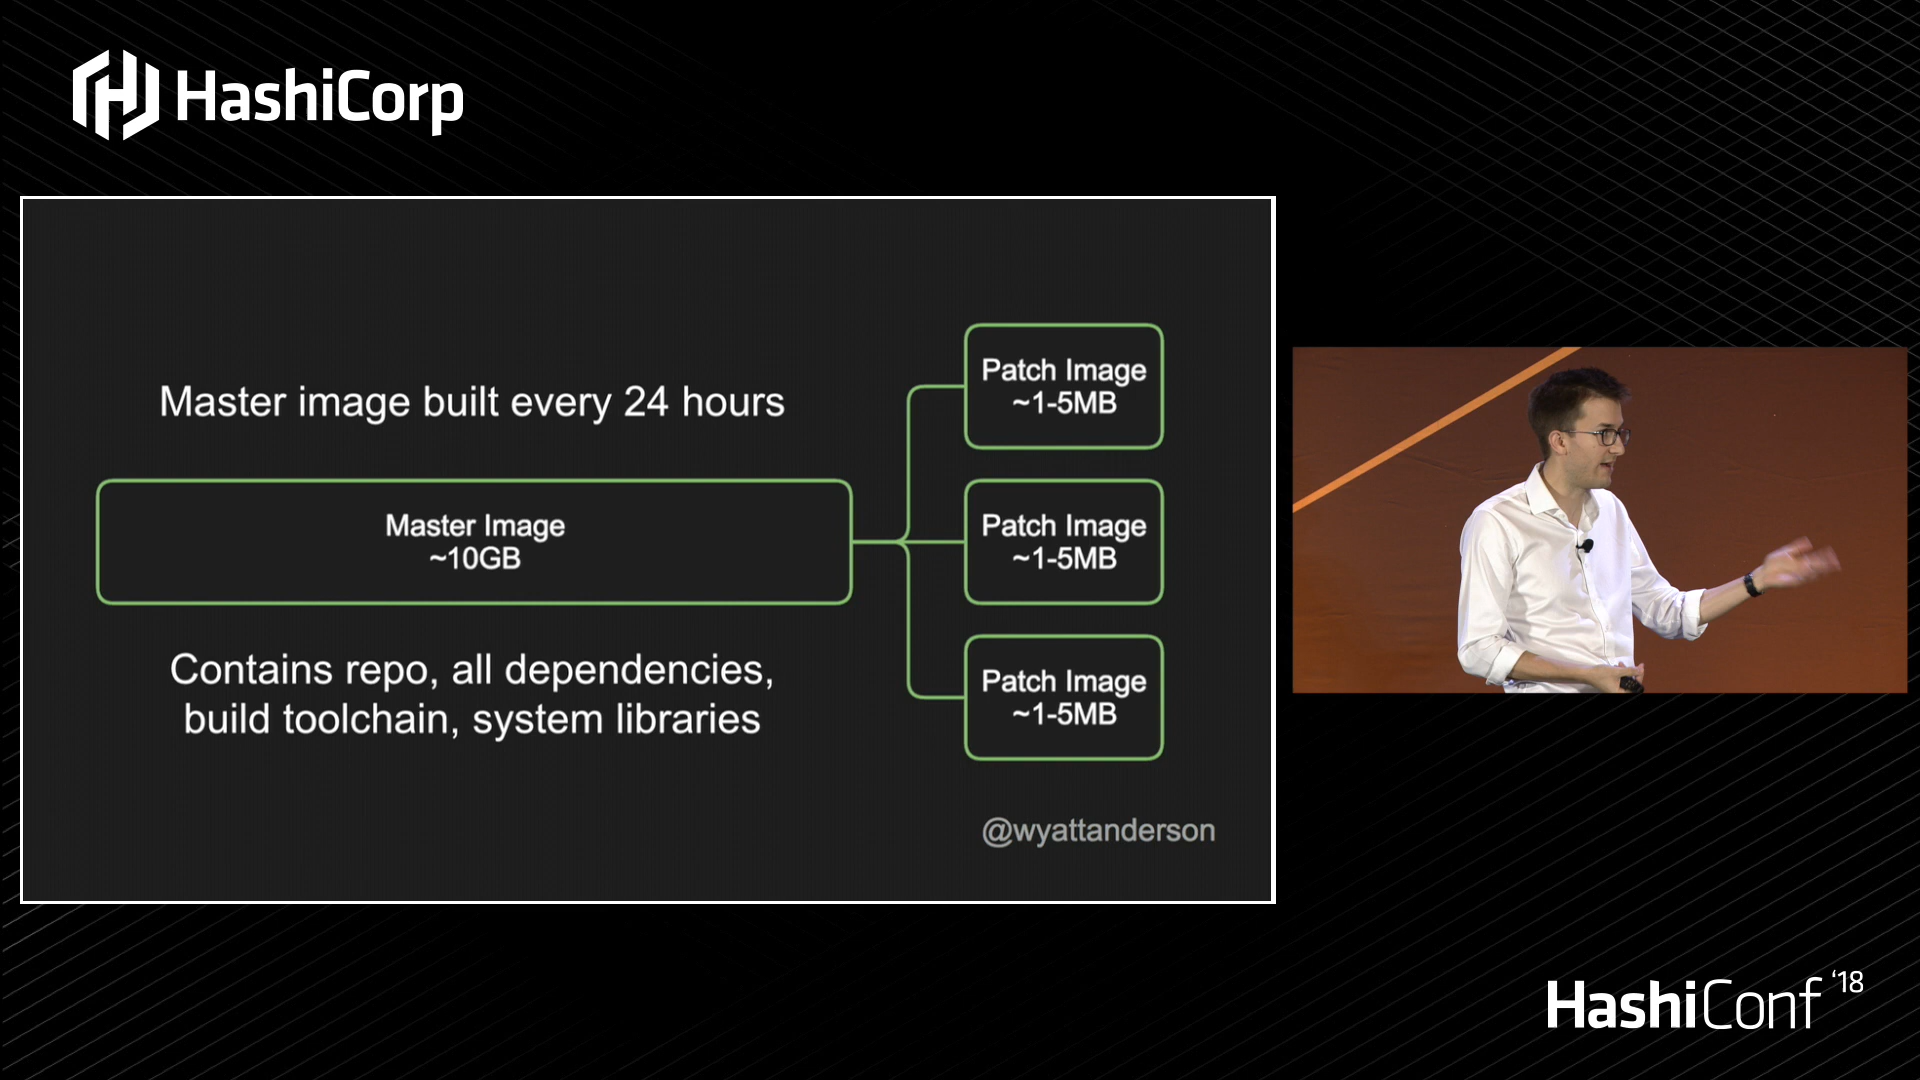 HashiCorp
Master image built every 24 hours
Master Image
~10GB
Contains repo, all dependencies,
build toolchain, system libraries
Patch Image
~1-5MB
Patch Image
~1-5MB
Patch Image
~1-5MB
@wyattanderson
HashiConf '18